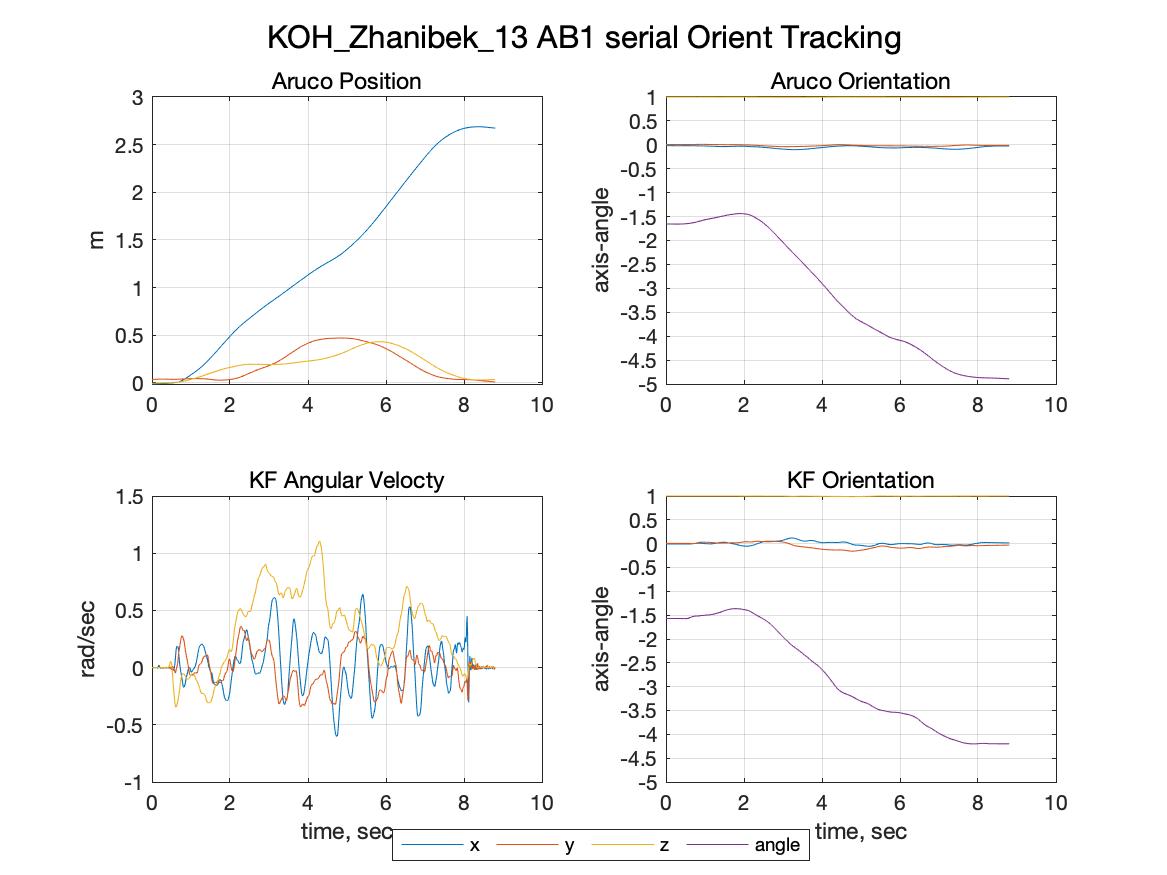 KOH_Zhanibek_13 AB1 serial Orient Tracking
Aruco Position
3
2.5
2
1.5
1
0.5
0
m
0 2 4 6 8 10
Aruco Orientation
1
0.5
0
-0.5
-1
-1.5
-2
-2.5
-3
-3.5
-4
-4.5
-5
axis-angle
0 2 4 6 8 10
KF Angular Velocty
1.5
1
0.5
0
-0.5
-1
rad/sec
0 2 4 6 8 10
time, sec
KF Orientation
1
0.5
0
-0.5
-1
-1.5
-2
-2.5
-3
-3.5
-4
-4.5
-5
axis-angle
0 2 4 6 8 10
time, sec
x y z angle